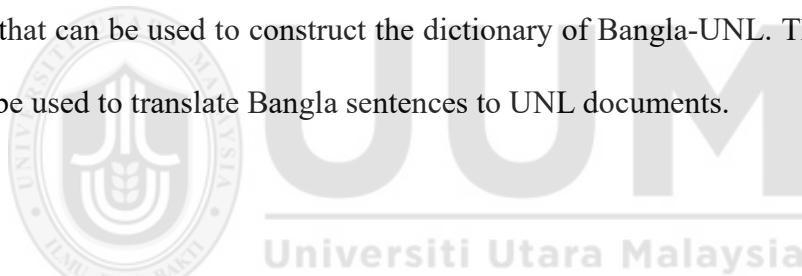 that can be used to construct the dictionary of Bangla-UNL.
be used to translate Bangla sentences to UNL documents.
UUM
Universiti Utara Malaysia